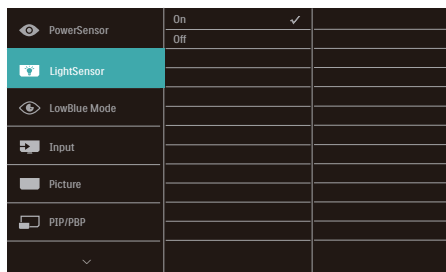 PowerSensor
On
Off
LightSensor
LowBlue Mode
Input
Picture
PIP/PBP